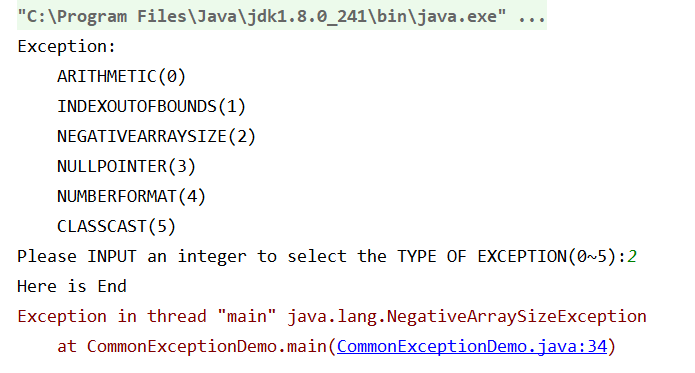 "C:\Program Files\Java\jdk1.8.0_241\bin\java.exe" ...
Exception:
    ARITHMETIC(0)
    INDEXOUTOFBOUNDS(1)
    NEGATIVEARRAYSIZE(2)
    NULLPOINTER(3)
    NUMBERFORMAT(4)
    CLASSCAST(5)
Please INPUT an integer to select the TYPE OF EXCEPTION(0~5):2
Here is End
Exception in thread "main" java.lang.NegativeArraySizeException
    at CommonExceptionDemo.main(CommonExceptionDemo.java:34)